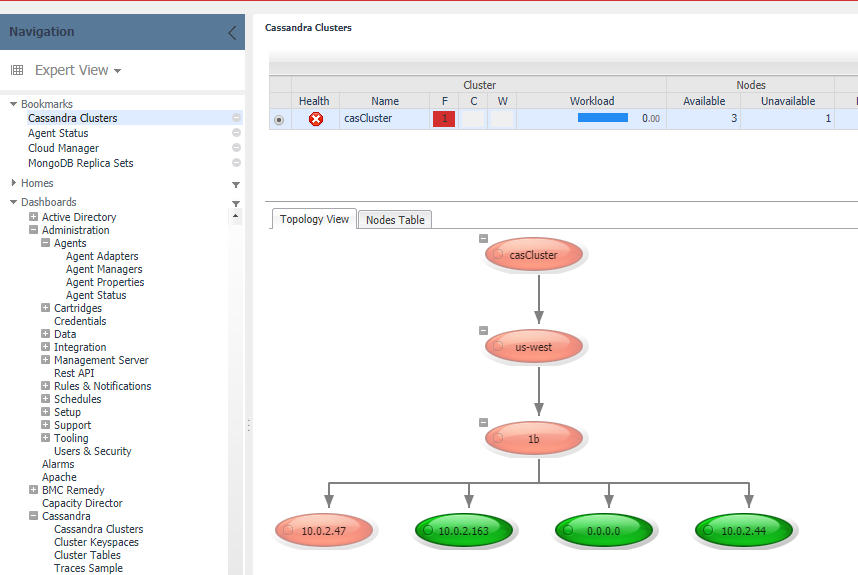 Navigation
Expert View
Bookmarks
Cassandra Clusters
Agent Status
Cloud Manager
MongoDB Replica Sets
Homes
Dashboards
Active Directory
Administration
Agents
Agent Adapters
Agent Managers
Agent Properties
Agent Status
Cartridges
Credentials
Data
Integration
Management Server
Rest API
Rules & Notifications
Schedules
Setup
Support
Tooling
Users & Security
Alarms
Apache
BMC Remedy
Capacity Director
Cassandra
Cassandra Clusters
Cluster Keyspaces
Cluster Tables
Traces Sample
Cassandra Clusters
Cluster Nodes
Health Name F C W Workload Available Unavailable
casCluster 1 0.00 3 1
Topology View Nodes Table
casCluster
us-west
1b
10.0.2.47 10.0.2.163 0.0.0.0 10.0.2.44